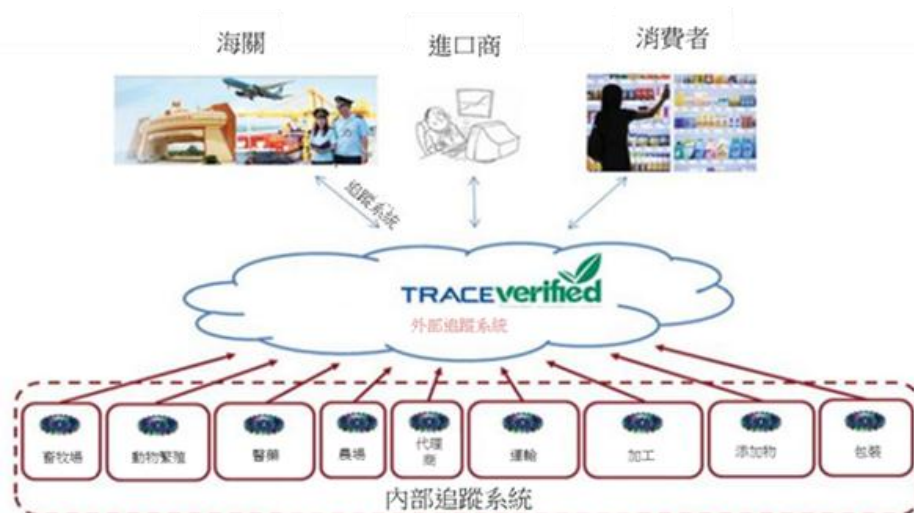 海關
進口商
消費者
追蹤系統
TRACEverified
外部追蹤系統
畜牧場
動物繁殖
醫藥
農場
代理
商
運輸
加工
添加物
包裝
內部追蹤系統